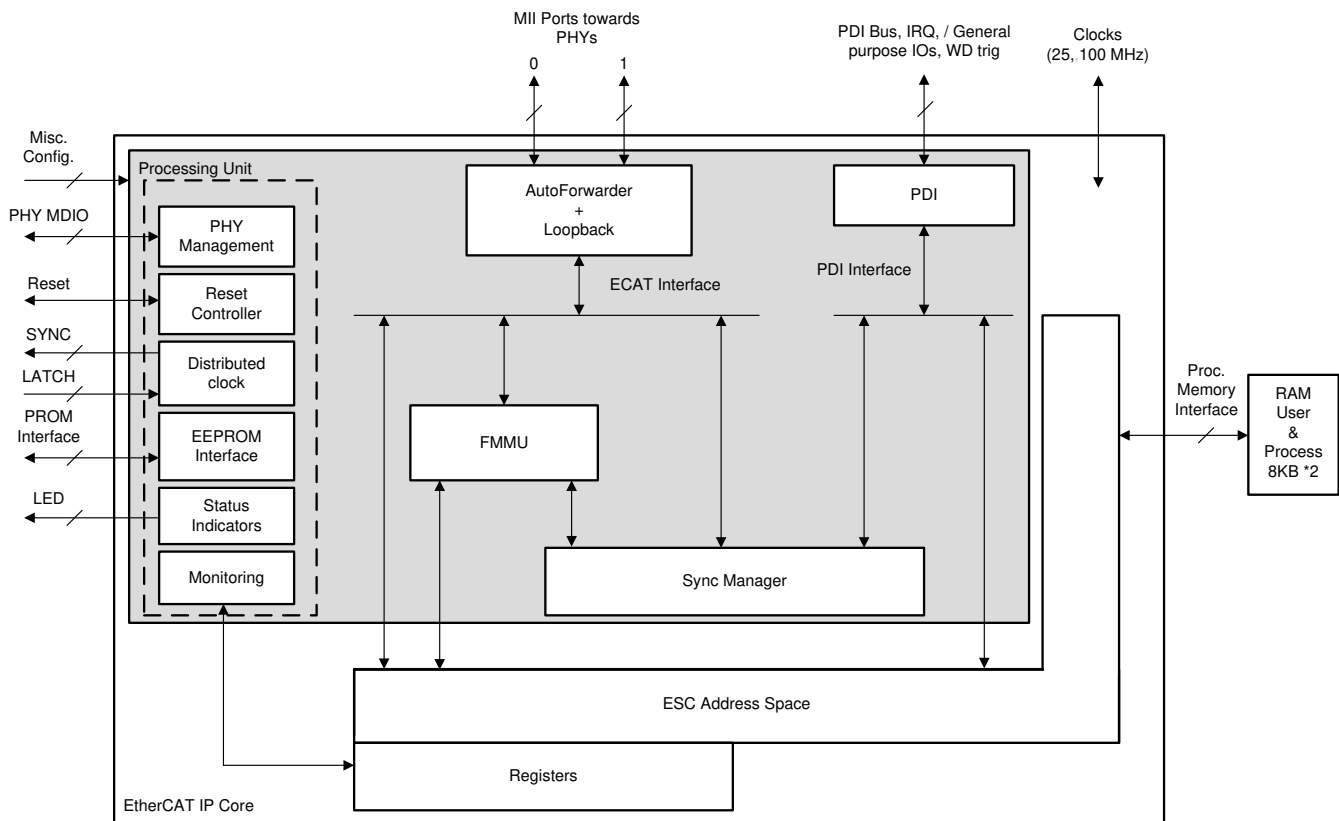 MII Ports towards
PHYs
0 1
PDI Bus, IRQ, / General
purpose IOs, WD trig
Clocks
(25,,100 MHz)
Misc.
Config.
PHY MDIO
Reset
SYNC
LATCH
PROM
Interface
LED
Processing Unit
PHY
Management
Reset
Controller
Distributed
clock
EEPROM
Interface
Status
Indicators
Monitoring
AutoForwarder
+
Loopback
PDI
ECAT Interface
PDI Interface
FMMU
Sync Manager
Proc.
Memory
Interface
RAM
User
&
Process
8KB *2
ESC Address Space
Registers
EtherCAT IP Core